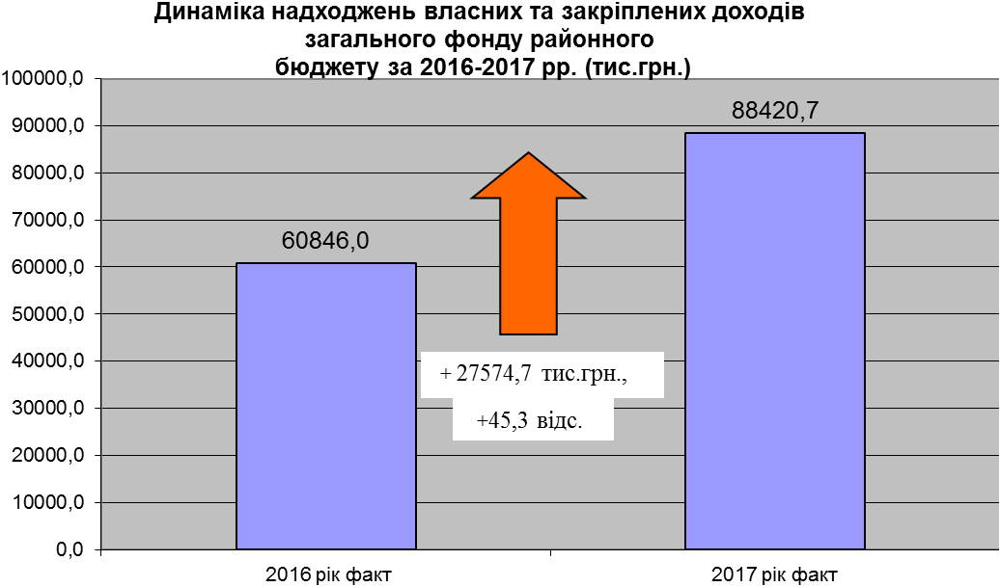 Динаміка надходжень власних та закріплених доходів
загального фонду районного
бюджету за 2016-2017 рр. (тис.грн.)
100000,0
90000,0
80000,0
70000,0
60000,0
50000,0
40000,0
30000,0
20000,0
10000,0
0,0
60846,0
88420,7
+ 27574,7 тис.грн.,
+45,3 відс.
2016 рік факт
2017 рік факт